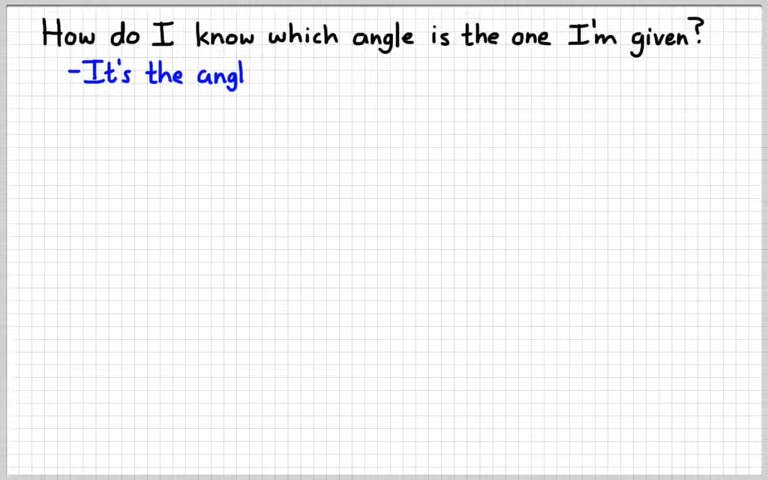 How do I know which angle is the one I'm given?
-It's the angl